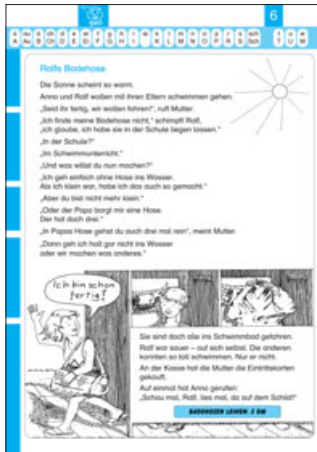 6
Ralfs Badehose
Die Sonne scheint so warm.
Anna und Ralf wollen mit ihren Eltern schwimmen gehen.
„Seid ihr fertig, wir wollen fahren!", ruft Mutter.
„Ich finde meine Badehose nicht," schimpft Ralf,
„ich glaube, ich habe sie in der Schule liegen lassen."
„In der Schule?"
„Im Schwimmunterricht."
„Und was willst du nun machen?"
„Ich geh einfach ohne Hose ins Wasser.
Als ich klein war, habe ich das auch so gemacht."
„Aber du bist nicht mehr klein."
„Oder der Papa borgt mir eine Hose.
Der hat doch drei."
„In Papas Hose gehst du auch drei mal rein", meint Mutter.
„Dann geh ich halt gar nicht ins Wasser
oder wir machen was anderes."
Ich bin schon
fertig!
Sie sind doch alle ins Schwimmbad gefahren.
Ralf war sauer – auf sich selbst. Die anderen
konnten so toll schwimmen. Nur er nicht.
An der Kasse hat die Mutter die Eintrittskarten
gekauft.
Auf einmal hat Anna gerufen:
„Schau mal, Ralf, lies mal, da auf dem Schild!"
BADEHOSEN LEIHEN: 2 DM